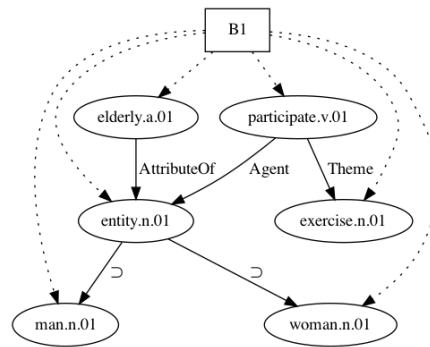 B1
elderly.a.01 participate.v.01
AttributeOf Agent Theme
entity.n.01 exercise.n.01
⊃ ⊃
man.n.01 woman.n.01